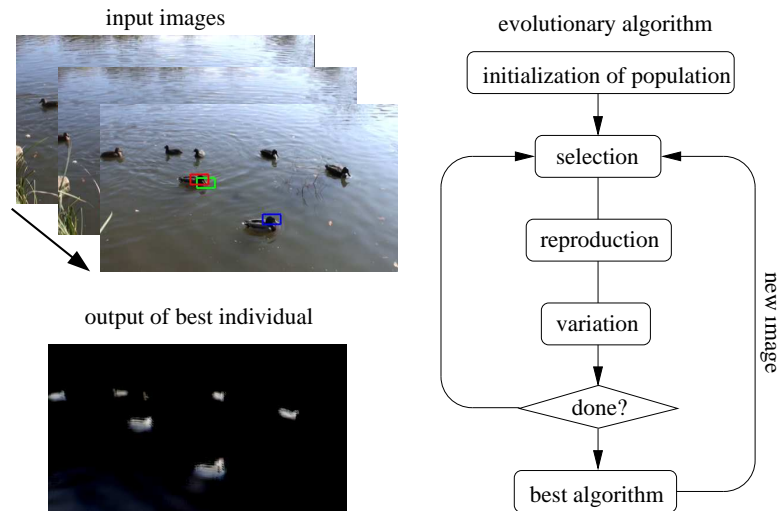 input images
evolutionary algorithm
initialization of population
selection
reproduction
variation
done?
best algorithm
new image
output of best individual